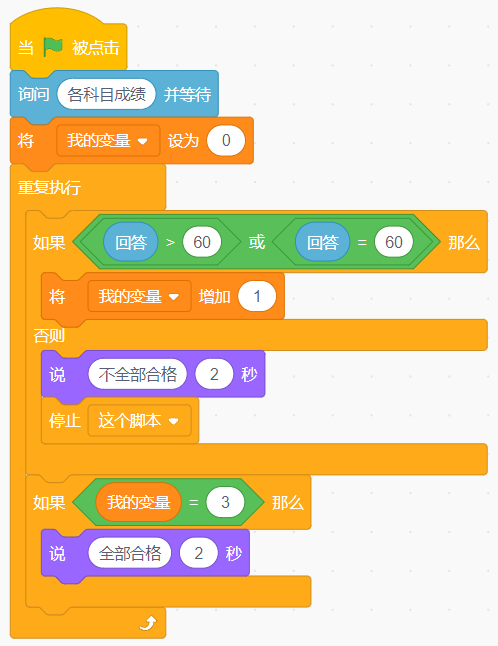 当 被点击
询问 各科目成绩 并等待
将 我的变量 设为 0
重复执行
如果 回答 > 60 或 回答 = 60 那么
将 我的变量 增加 1
否则
说 不全部合格 2 秒
停止 这个脚本
如果 我的变量 = 3 那么
说 全部合格 2 秒